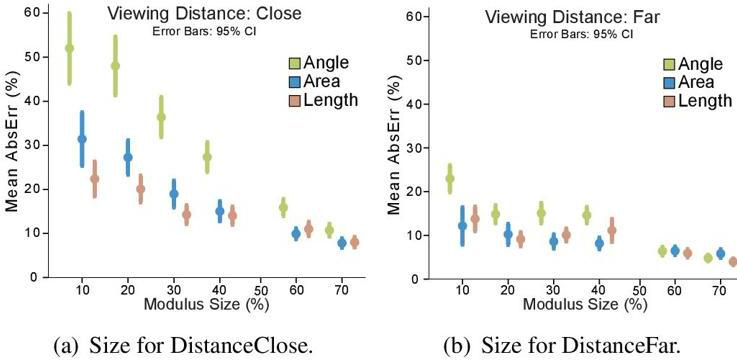 Viewing Distance: Close
Error Bars: 95% CI
Angle
Area
Length
Mean AbsErr (%)
60
50
40
30
20
10
0
10 20 30 40 50 60 70
Modulus Size (%)
(a) Size for DistanceClose.
Viewing Distance: Far
Error Bars: 95% CI
Angle
Area
Length
Mean AbsErr (%)
60
50
40
30
20
10
0
10 20 30 40 50 60 70
Modulus Size (%)
(b) Size for DistanceFar.